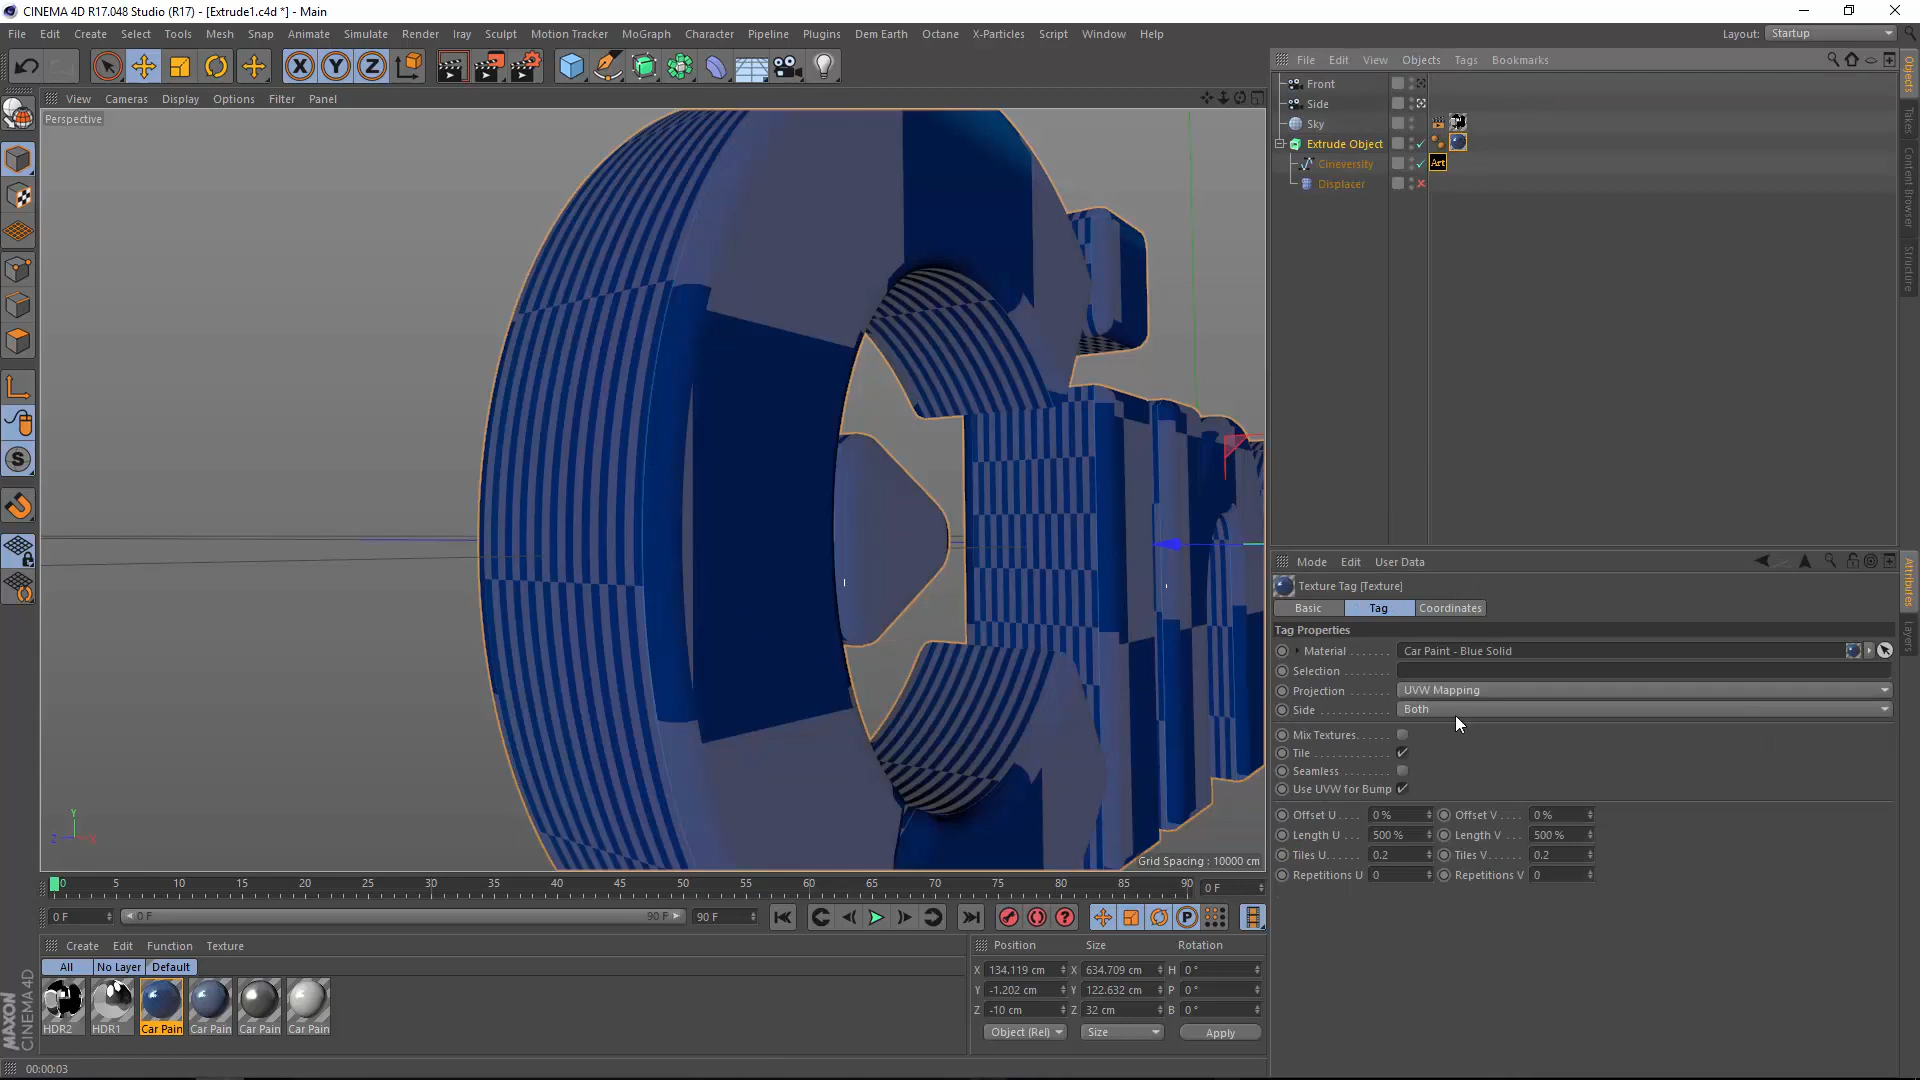 CINEMA 4D R17.048 Studio (R17) - [Extrude1.c4d *] - Main
File Edit Create Select Tools Mesh Snap Animate Simulate Render Iray Sculpt Motion Tracker MoGraph Character Pipeline Plugins Dem Earth Octane X-Particles Script Window Help
Layout: Startup
File Edit View Objects Tags Bookmarks
Front
Side
Sky
Extrude Object
Cineversity
Art
Displacer
Objects
Takes
Content Browser
Structure
View Cameras Display Options Filter Panel
Perspective
Y
Z X
Grid Spacing : 10000 cm
Mode Edit User Data
Texture Tag [Texture]
Basic Tag Coordinates
Tag Properties
Material Car Paint - Blue Solid
Selection
Projection UVW Mapping
Side Both
Mix Textures
Tile
Seamless
Use UVW for Bump
Offset U 0 % Offset V 0 %
Length U 500 % Length V 500 %
Tiles U 0.2 Tiles V 0.2
Repetitions U 0 Repetitions V 0
Attributes
Layers
0 5 10 15 20 25 30 35 40 45 50 55 60 65 70 75 80 85 90 0 F
0 F 0 F 90 F 90 F
Create Edit Function Texture
All No Layer Default
HDR2 HDR1 Car Pain Car Pain Car Pain Car Pain
Position Size Rotation
X 134.119 cm X 634.709 cm H 0 °
Y -1.202 cm Y 122.632 cm P 0 °
Z -10 cm Z 32 cm B 0 °
Object (Rel) Size Apply
MAXON
CINEMA 4D
00:00:03